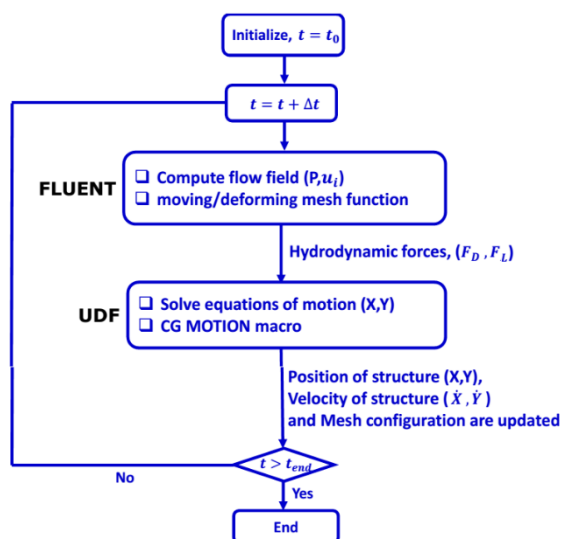 Initialize, t = t₀
t = t + Δt
FLUENT
❑ Compute flow field (P,uᵢ)
❑ moving/deforming mesh function
Hydrodynamic forces, (F_D , F_L)
UDF
❑ Solve equations of motion (X,Y)
❑ CG MOTION macro
Position of structure (X,Y),
Velocity of structure ( Ẋ , Ẏ )
and Mesh configuration are updated
t > t_end
No
Yes
End